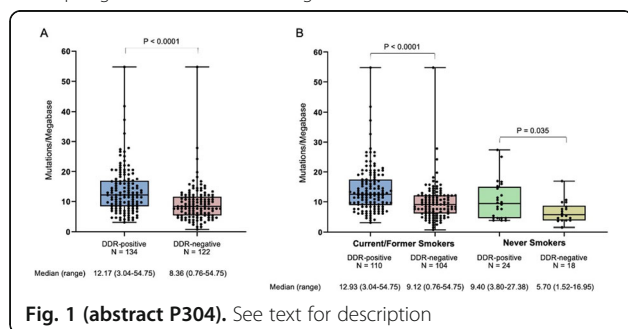 A
P < 0.0001
60
50
40
30
20
10
0
Mutations/Megabase
DDR-positive
N = 134
DDR-negative
N = 122
Median (range)
12.17 (3.04-54.75)
8.36 (0.76-54.75)
B
P < 0.0001
P = 0.035
60
50
40
30
20
10
0
Mutations/Megabase
Current/Former Smokers
Never Smokers
DDR-positive
N = 110
DDR-negative
N = 104
DDR-positive
N = 24
DDR-negative
N = 18
Median (range)
12.93 (3.04-54.75)
9.12 (0.76-54.75)
9.40 (3.80-27.38)
5.70 (1.52-16.95)
Fig. 1 (abstract P304). See text for description